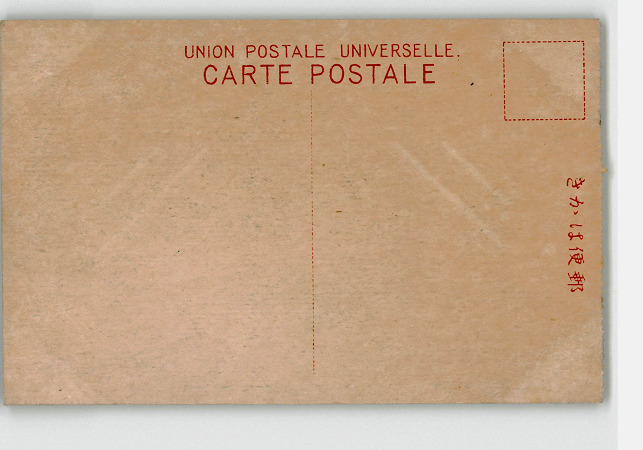 UNION POSTALE UNIVERSELLE.
CARTE POSTALE
郵便はかき